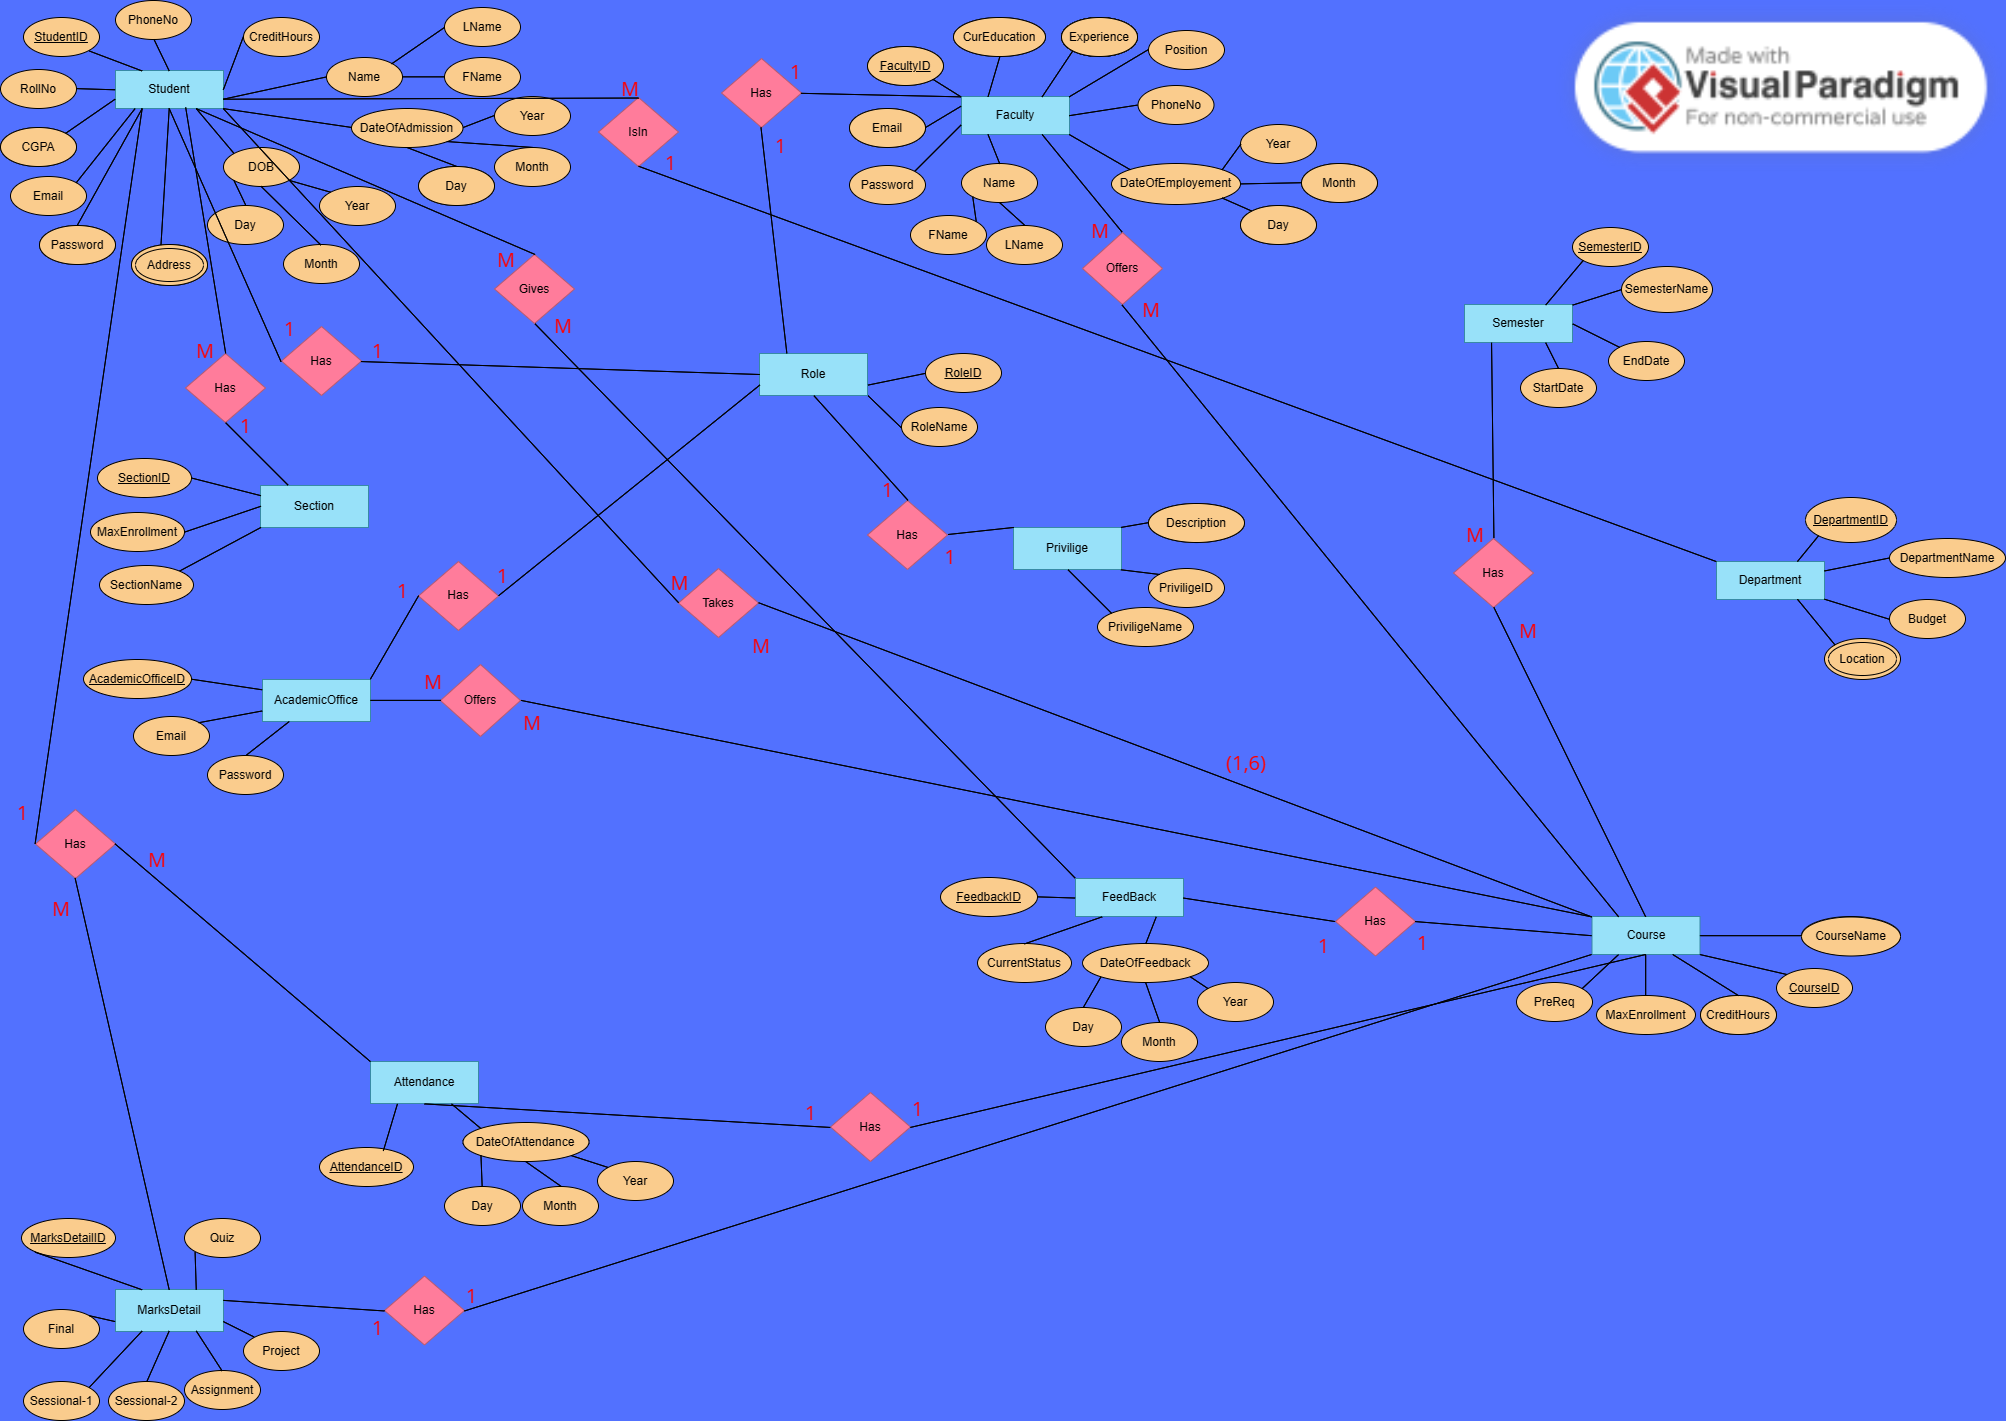 PhoneNo
StudentID
CreditHours
LName
Student
Name
FName
RollNo
DateOfAdmission
Year
CGPA
DOB
Month
Day
Email
Year
Day
Password
Address
Month
M
IsIn
1
Has
1
1
CurEducation
Experience
FacultyID
Position
Faculty
PhoneNo
Email
Year
Password
Name
DateOfEmployement
Month
FName
LName
Day
Made with
Visual Paradigm
For non-commercial use
M
Offers
M
M
Gives
M
SemesterID
SemesterName
Semester
EndDate
StartDate
1
Has
1
M
Has
1
Role
RoleID
RoleName
SectionID
Section
MaxEnrollment
SectionName
1
Has
1
Description
Privilige
PriviligeID
PriviligeName
M
Has
M
DepartmentID
DepartmentName
Department
Budget
Location
1
Has
1
M
Takes
M
AcademicOfficeID
AcademicOffice
M
Offers
M
Email
Password
(1,6)
1
Has
M
M
FeedbackID
FeedBack
Has
1
1
CurrentStatus
DateOfFeedback
Year
Day
Month
Course
CourseName
PreReq
MaxEnrollment
CreditHours
CourseID
Attendance
1
Has
1
DateOfAttendance
AttendanceID
Year
Day
Month
MarksDetailID
Quiz
MarksDetail
1
Has
1
Final
Project
Sessional-1
Sessional-2
Assignment